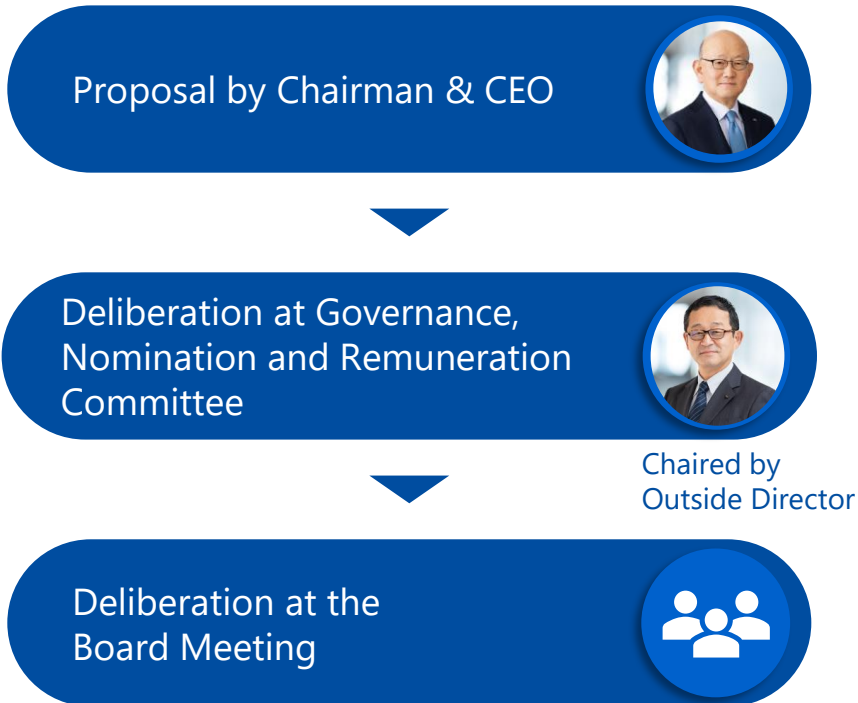 Proposal by Chairman & CEO
Deliberation at Governance,
Nomination and Remuneration
Committee
Chaired by
Outside Director
Deliberation at the
Board Meeting